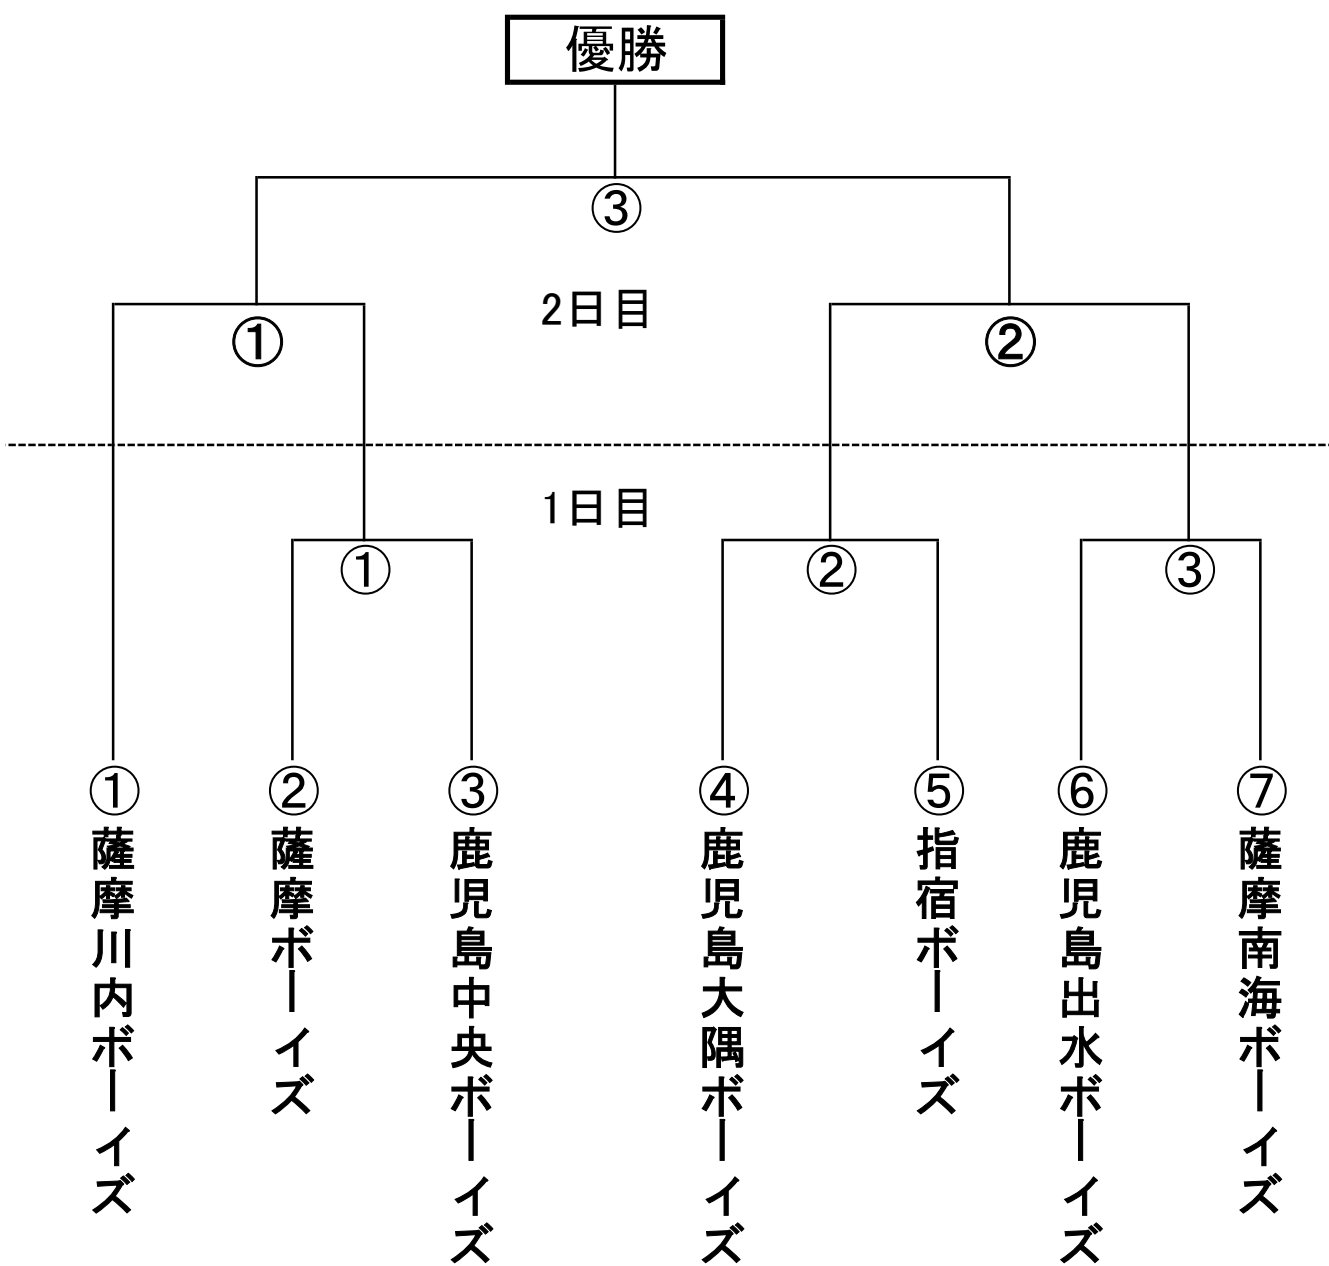 優勝
③
2日目
①
②
1日目
①
②
③
①薩摩川内ボーイズ
②薩摩ボーイズ
③鹿児島中央ボーイズ
④鹿児島大隅ボーイズ
⑤指宿ボーイズ
⑥鹿児島出水ボーイズ
⑦薩摩南海ボーイズ